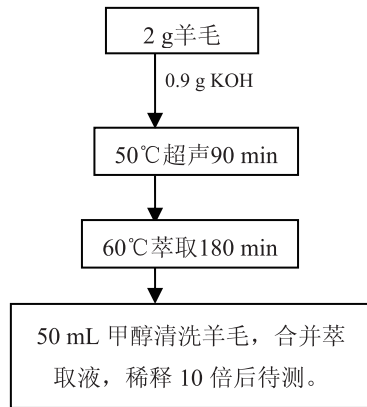 2 g羊毛
0.9 g KOH
50℃超声90 min
60℃萃取180 min
50 mL 甲醇清洗羊毛，合并萃
取液，稀释 10 倍后待测。